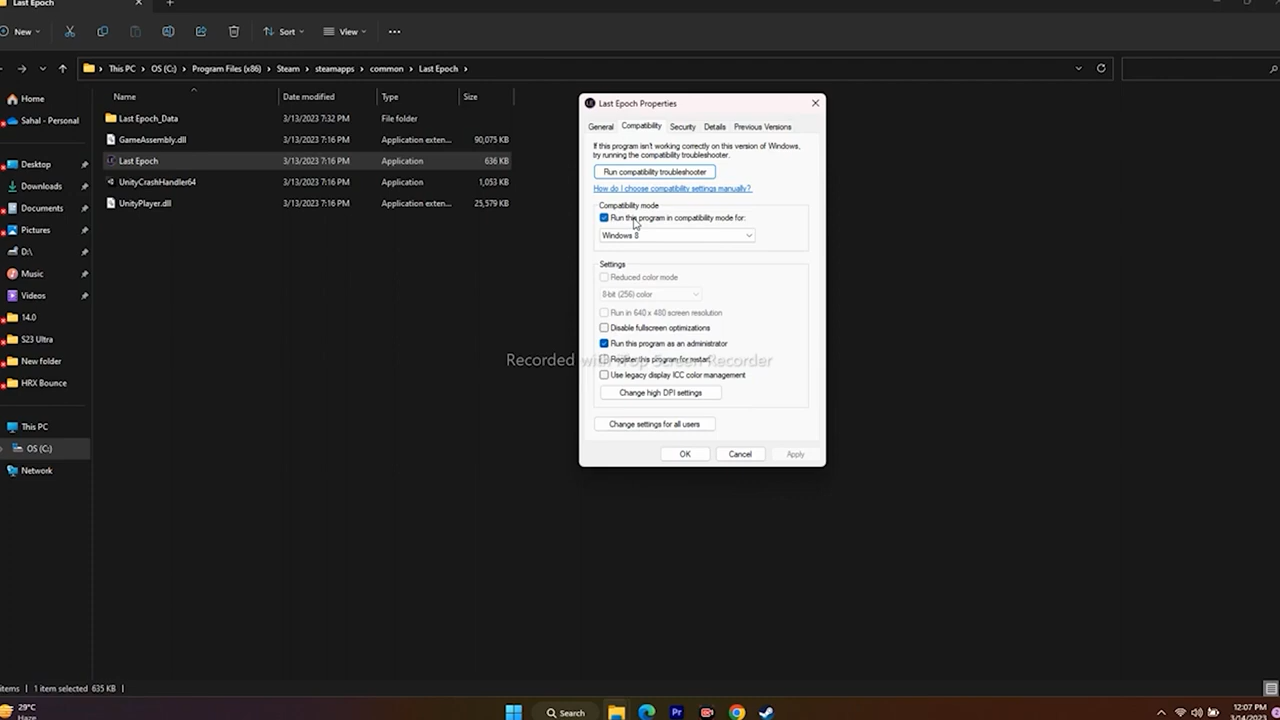 Last Epoch
New
Sort
View
This PC
OS (C:)
Program Files (x86)
Steam
steamapps
common
Last Epoch
Name
Date modified
Type
Size
Last Epoch_Data
3/13/2023 7:32 PM
File folder
GameAssembly.dll
3/13/2023 7:16 PM
Application exten...
90,075 KB
Last Epoch
3/13/2023 7:16 PM
Application
636 KB
UnityCrashHandler64
3/13/2023 7:16 PM
Application
1,053 KB
UnityPlayer.dll
3/13/2023 7:16 PM
Application exten...
25,579 KB
Home
Sahal - Personal
Desktop
Downloads
Documents
Pictures
D:\
Music
Videos
14.0
S23 Ultra
New folder
Text Bounce
This PC
OS (C:)
Network
Last Epoch Properties
General
Compatibility
Security
Details
Previous Versions
If this program isn't working correctly on this version of Windows,
try running the compatibility troubleshooter.
Run compatibility troubleshooter
How do I choose compatibility settings manually?
Compatibility mode
Run this program in compatibility mode for:
Windows 8
Settings
Reduced color mode
8-bit (256) color
Run in 640 x 480 screen resolution
Disable fullscreen optimizations
Run this program as an administrator
Register this program for restart
Recorded with iTop Screen Recorder
Use legacy display ICC color management
Change high DPI settings
Change settings for all users
OK
Cancel
Apply
items
1 item selected 635 KB
29°C
Haze
Search
12:07 PM